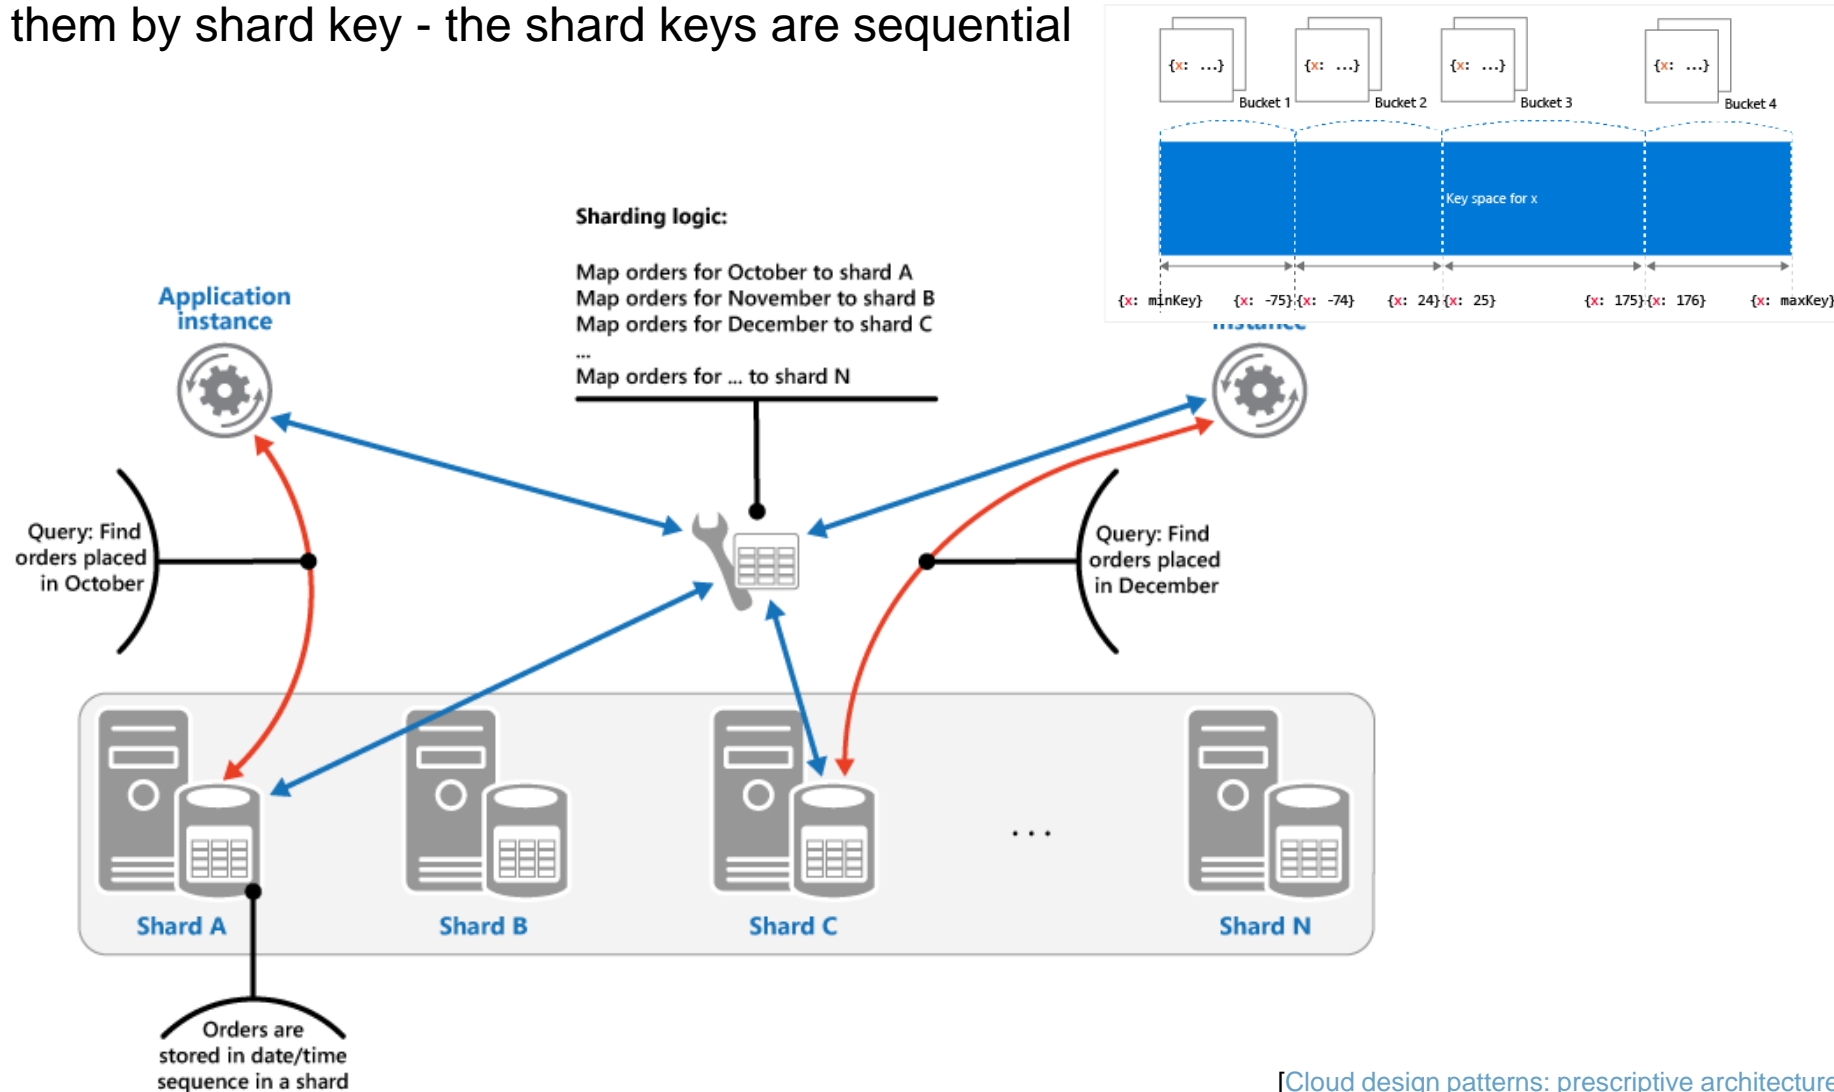 them by shard key - the shard keys are sequential
{x: ...}
{x: ...}
{x: ...}
{x: ...}
Bucket 1
Bucket 2
Bucket 3
Bucket 4
Key space for x
{x: minKey}
{x: -75}
{x: -74}
{x: 24}
{x: 25}
{x: 175}
{x: 176}
{x: maxKey}
Sharding logic:
Map orders for October to shard A
Map orders for November to shard B
Map orders for December to shard C
...
Map orders for ... to shard N
Application
instance
instance
Query: Find
orders placed
in October
Query: Find
orders placed
in December
...
Shard A
Shard B
Shard C
Shard N
Orders are
stored in date/time
sequence in a shard
[Cloud design patterns: prescriptive architecture